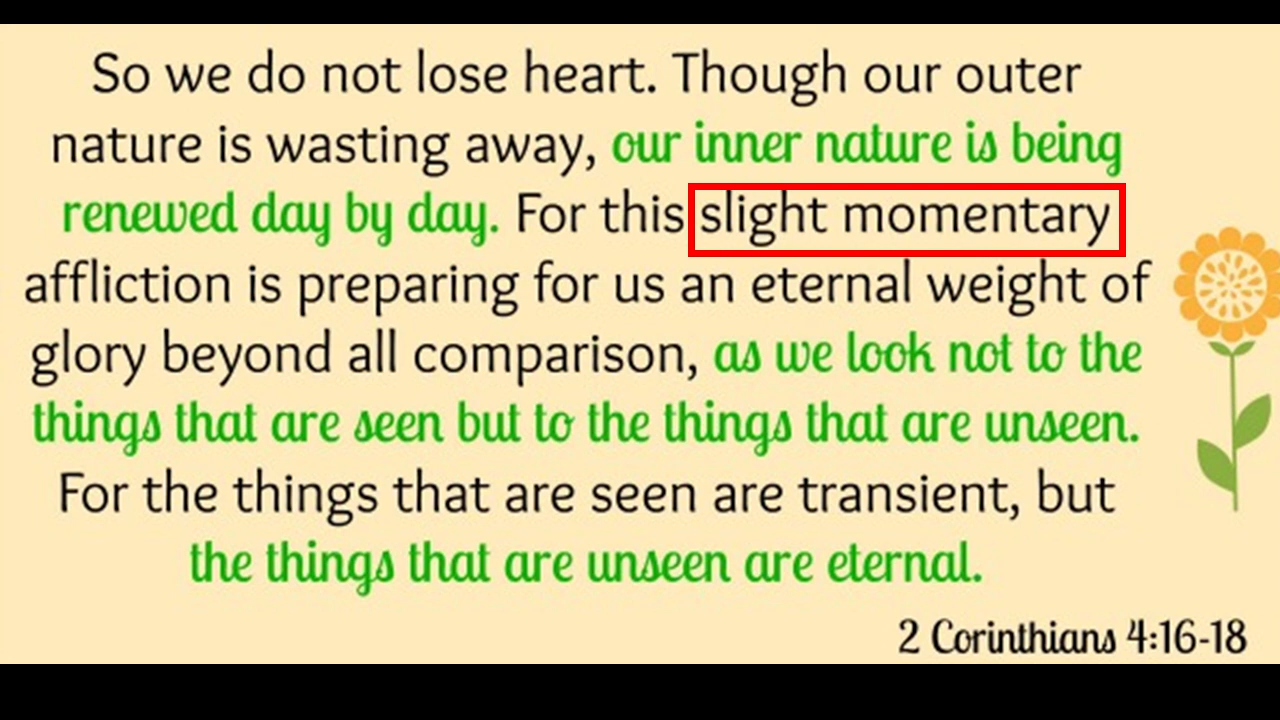 So we do not lose heart. Though our outer
nature is wasting away, our inner nature is being
renewed day by day. For this slight momentary
affliction is preparing for us an eternal weight of
glory beyond all comparison, as we look not to the
things that are seen but to the things that are unseen.
For the things that are seen are transient, but
the things that are unseen are eternal.
2 Corinthians 4:16-18